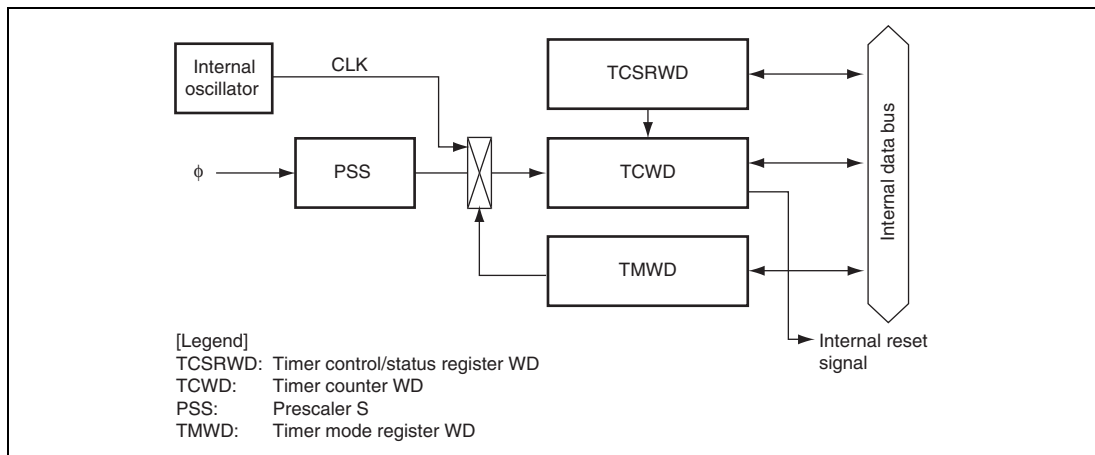 Internal
oscillator
CLK
φ
PSS
TCSRWD
TCWD
TMWD
Internal data bus
Internal reset
signal
[Legend]
TCSRWD: Timer control/status register WD
TCWD: Timer counter WD
PSS: Prescaler S
TMWD: Timer mode register WD